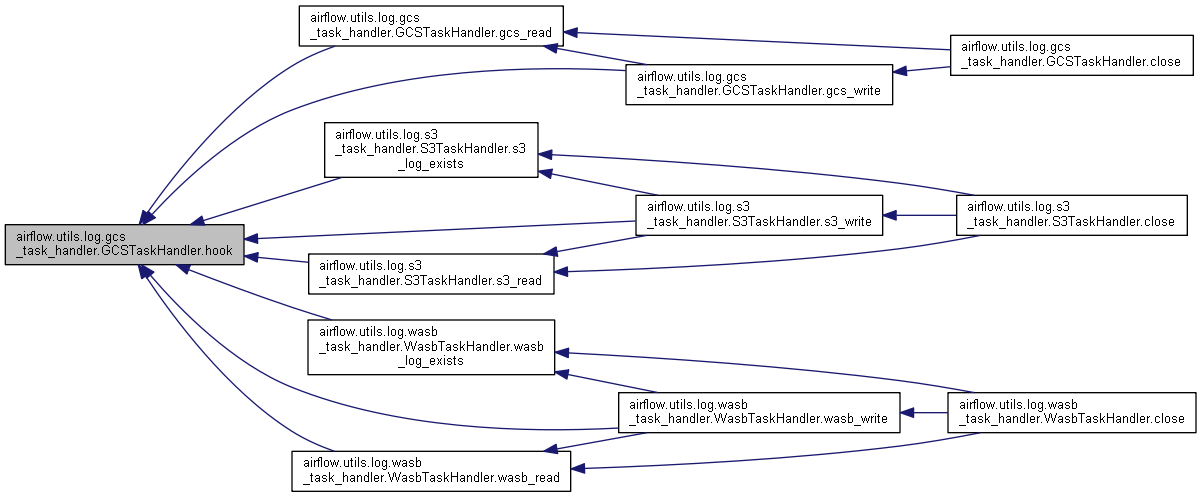 airflow.utils.log.gcs
_task_handler.GCSTaskHandler.gcs_read
airflow.utils.log.gcs
_task_handler.GCSTaskHandler.close
airflow.utils.log.gcs
_task_handler.GCSTaskHandler.gcs_write
airflow.utils.log.s3
_task_handler.S3TaskHandler.s3
_log_exists
airflow.utils.log.s3
_task_handler.S3TaskHandler.s3_write
airflow.utils.log.s3
_task_handler.S3TaskHandler.close
airflow.utils.log.gcs
_task_handler.GCSTaskHandler.hook
airflow.utils.log.s3
_task_handler.S3TaskHandler.s3_read
airflow.utils.log.wasb
_task_handler.WasbTaskHandler.wasb
_log_exists
airflow.utils.log.wasb
_task_handler.WasbTaskHandler.wasb_write
airflow.utils.log.wasb
_task_handler.WasbTaskHandler.close
airflow.utils.log.wasb
_task_handler.WasbTaskHandler.wasb_read